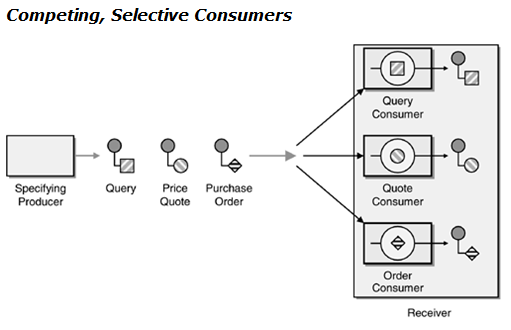 Competing, Selective Consumers
Query
Consumer
Specifying
Producer
Query
Price
Quote
Purchase
Order
Quote
Consumer
Order
Consumer
Receiver